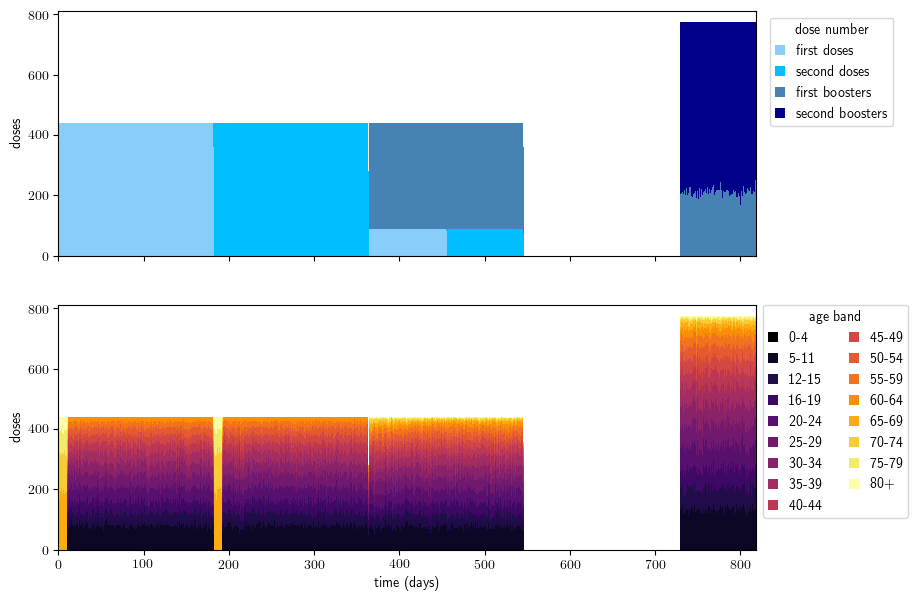 800
600
400
200
0
doses
dose number
first doses
second doses
first boosters
second boosters
800
600
400
200
0
doses
0 100 200 300 400 500 600 700 800
time (days)
age band
0-4 45-49
5-11 50-54
12-15 55-59
16-19 60-64
20-24 65-69
25-29 70-74
30-34 75-79
35-39 80+
40-44